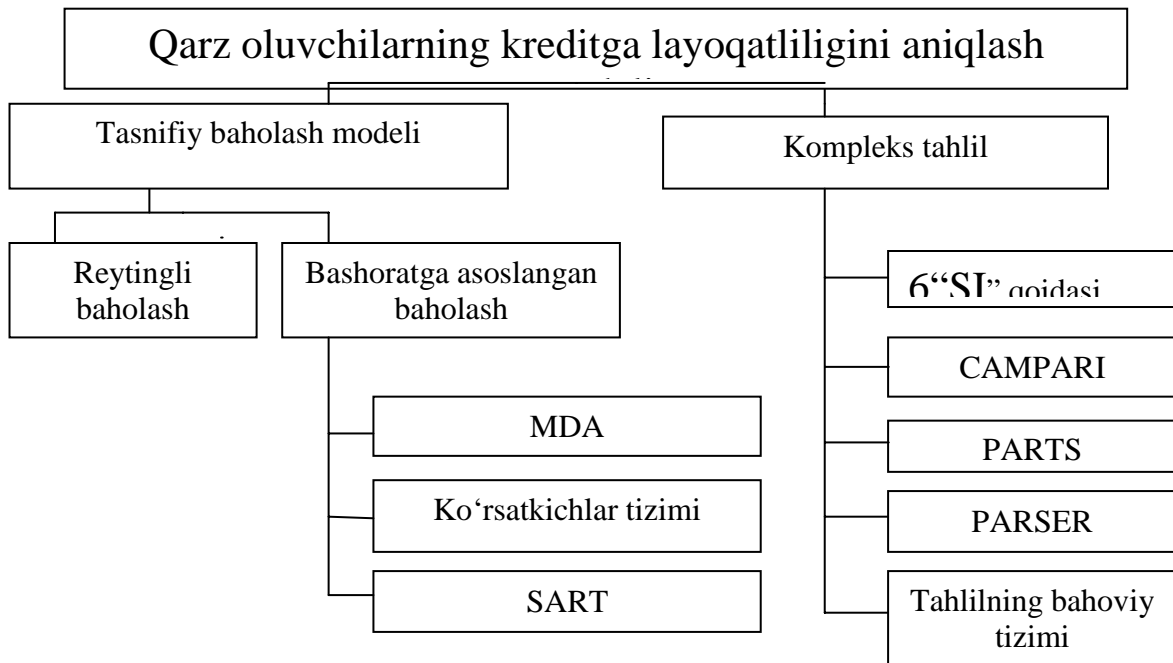 Qarz oluvchilarning kreditga layoqatliligini aniqlash
Tasnifiy baholash modeli
Kompleks tahlil
Reytingli
baholash
Bashoratga asoslangan
baholash
6“SI” qoidasi
CAMPARI
MDA
PARTS
Ko‘rsatkichlar tizimi
PARSER
SART
Tahlilning bahoviy
tizimi